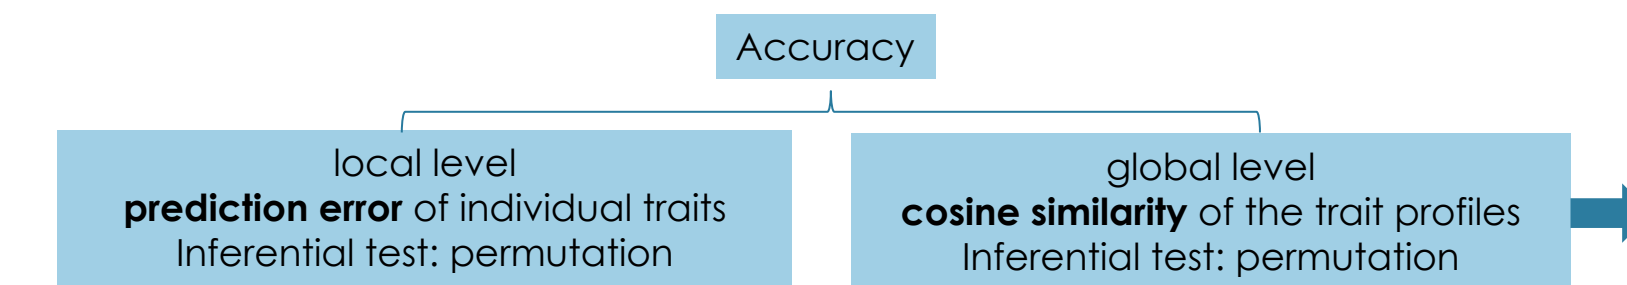 Accuracy
local level
prediction error of individual traits
Inferential test: permutation
global level
cosine similarity of the trait profiles
Inferential test: permutation